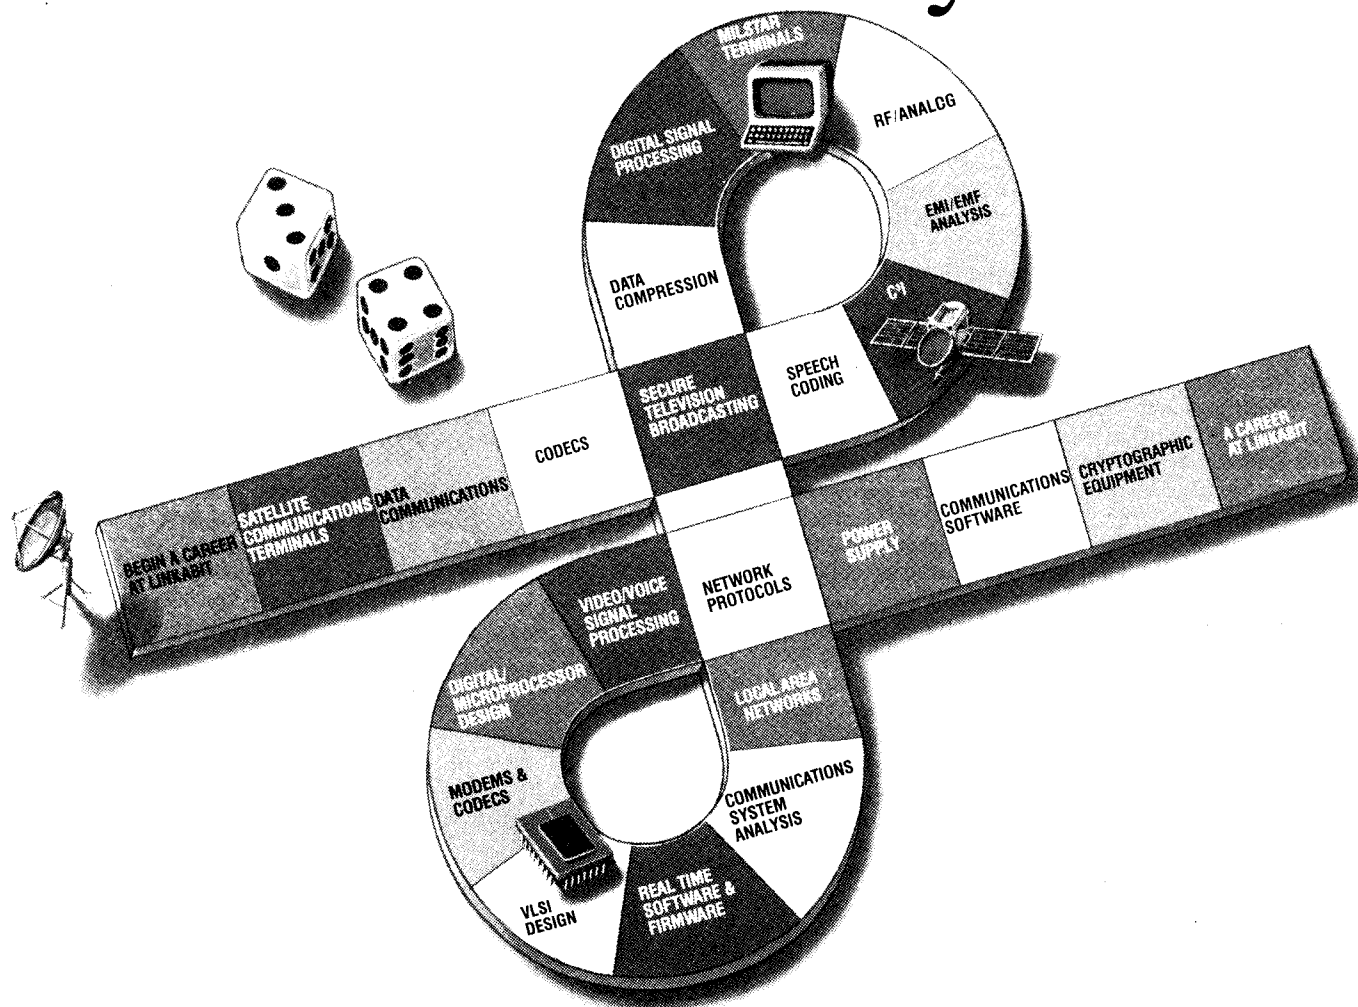 MILSTAR
TERMINALS
RF/ANALOG
DIGITAL SIGNAL
PROCESSING
EMI/EMF
ANALYSIS
DATA
COMPRESSION
SPEECH
CODING
SECURE
TELEVISION
BROADCASTING
CODECS
DATA
COMMUNICATIONS
SATELLITE
COMMUNICATIONS
TERMINALS
BEGIN A CAREER
AT LINKABIT
A CAREER
AT LINKABIT
CRYPTOGRAPHIC
EQUIPMENT
COMMUNICATIONS
SOFTWARE
POWER
SUPPLY
NETWORK
PROTOCOLS
VIDEO/VOICE
SIGNAL
PROCESSING
DIGITAL/
MICROPROCESSOR
DESIGN
LOCAL AREA
NETWORKS
MODEMS &
CODECS
COMMUNICATIONS
SYSTEM
ANALYSIS
VLSI
DESIGN
REAL TIME
SOFTWARE &
FIRMWARE